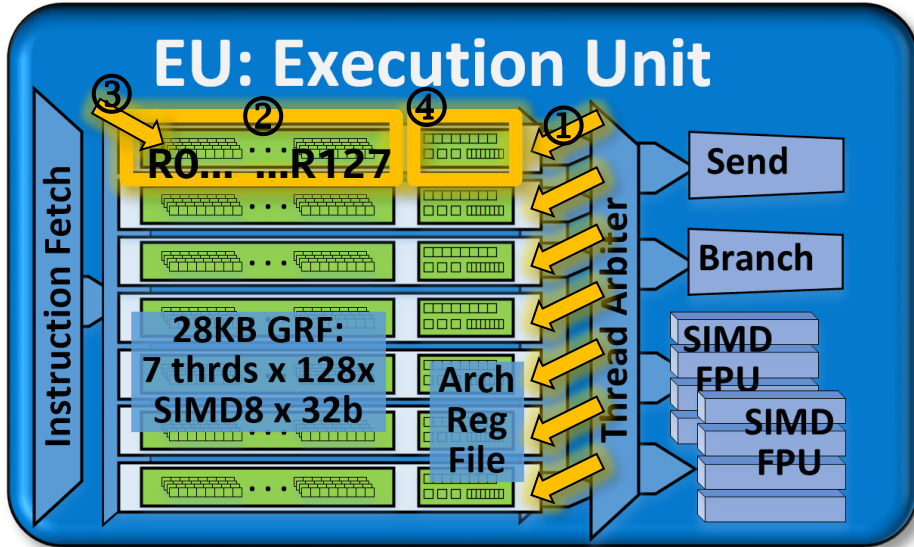 EU: Execution Unit
③
②
④
①
R0... ...R127
Instruction Fetch
Thread Arbiter
Send
Branch
28KB GRF:
7 thrds x 128x
SIMD8 x 32b
Arch
Reg
File
SIMD
FPU
SIMD
FPU